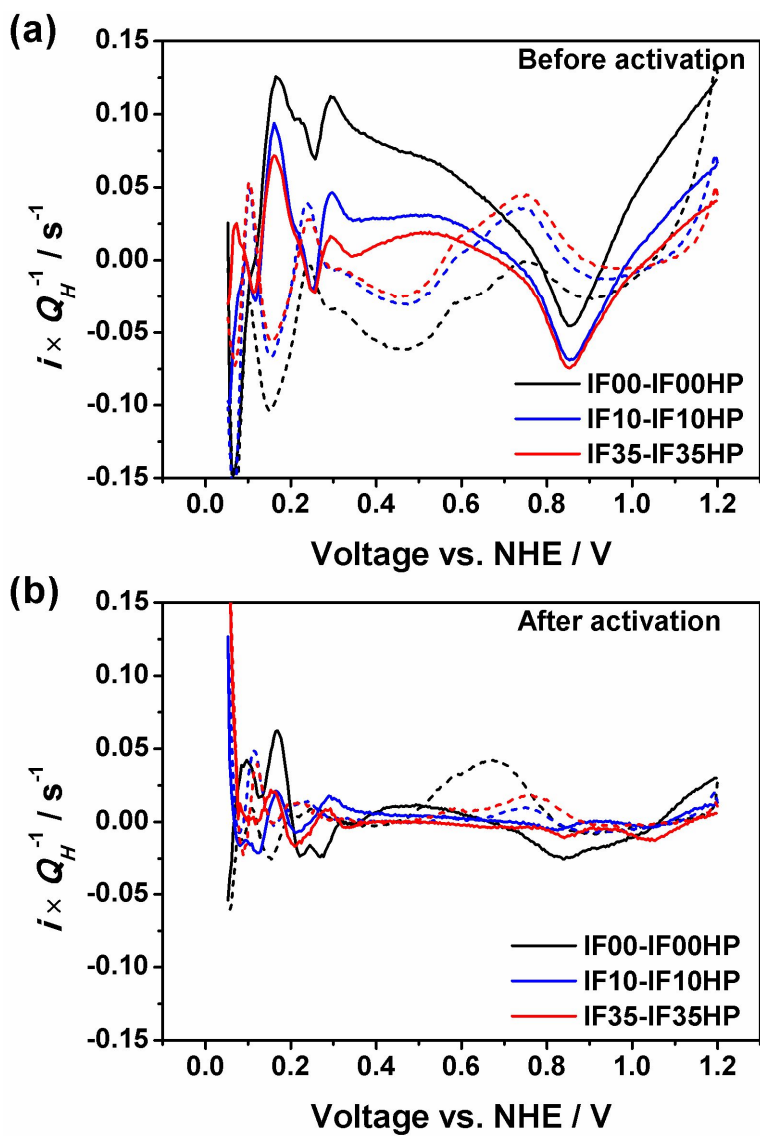 (a)
Before activation
0.15
0.10
0.05
0.00
-0.05
-0.10
-0.15
i × Q_H^-1 / s^-1
IF00-IF00HP
IF10-IF10HP
IF35-IF35HP
0.0 0.2 0.4 0.6 0.8 1.0 1.2
Voltage vs. NHE / V
(b)
After activation
0.15
0.10
0.05
0.00
-0.05
-0.10
-0.15
i × Q_H^-1 / s^-1
IF00-IF00HP
IF10-IF10HP
IF35-IF35HP
0.0 0.2 0.4 0.6 0.8 1.0 1.2
Voltage vs. NHE / V